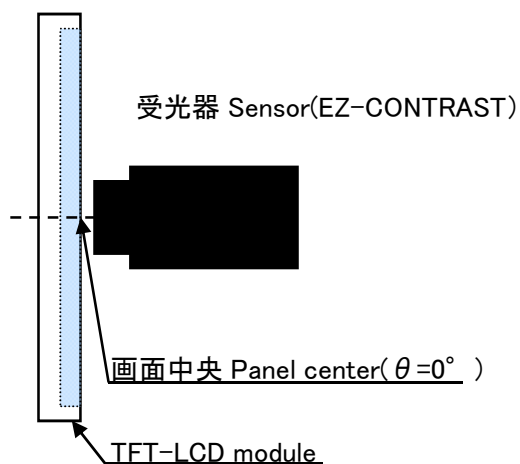 受光器 Sensor(EZ-CONTRAST)
画面中央 Panel center(θ=0°)
TFT-LCD module